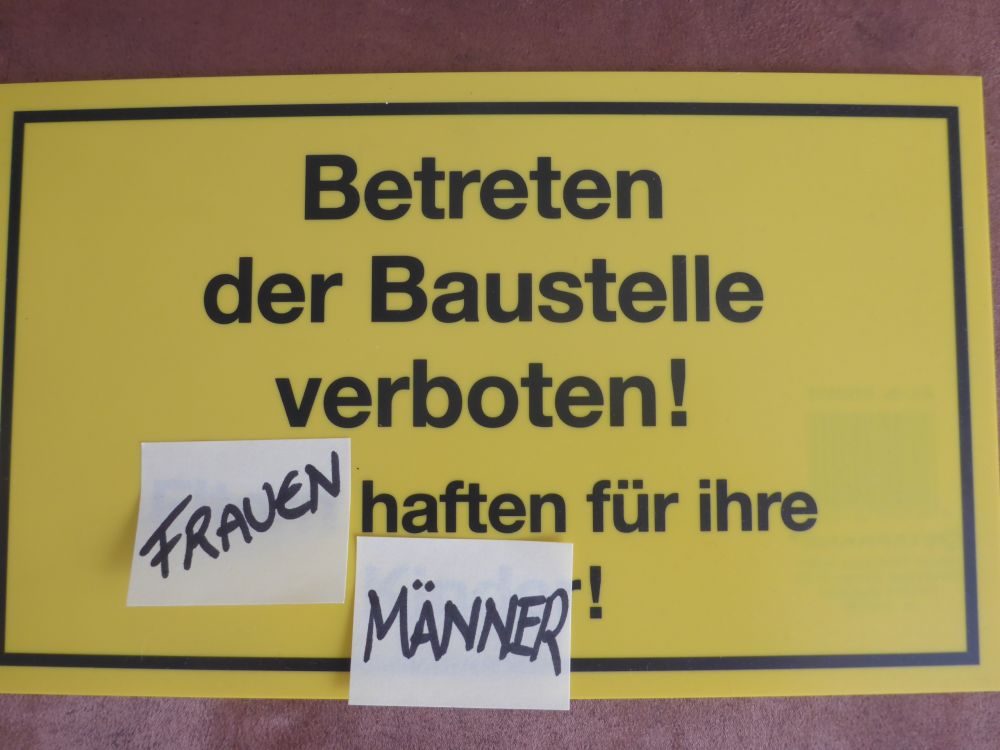 Betreten
der Baustelle
verboten!
FRAUEN haften für ihre
MÄNNER r!